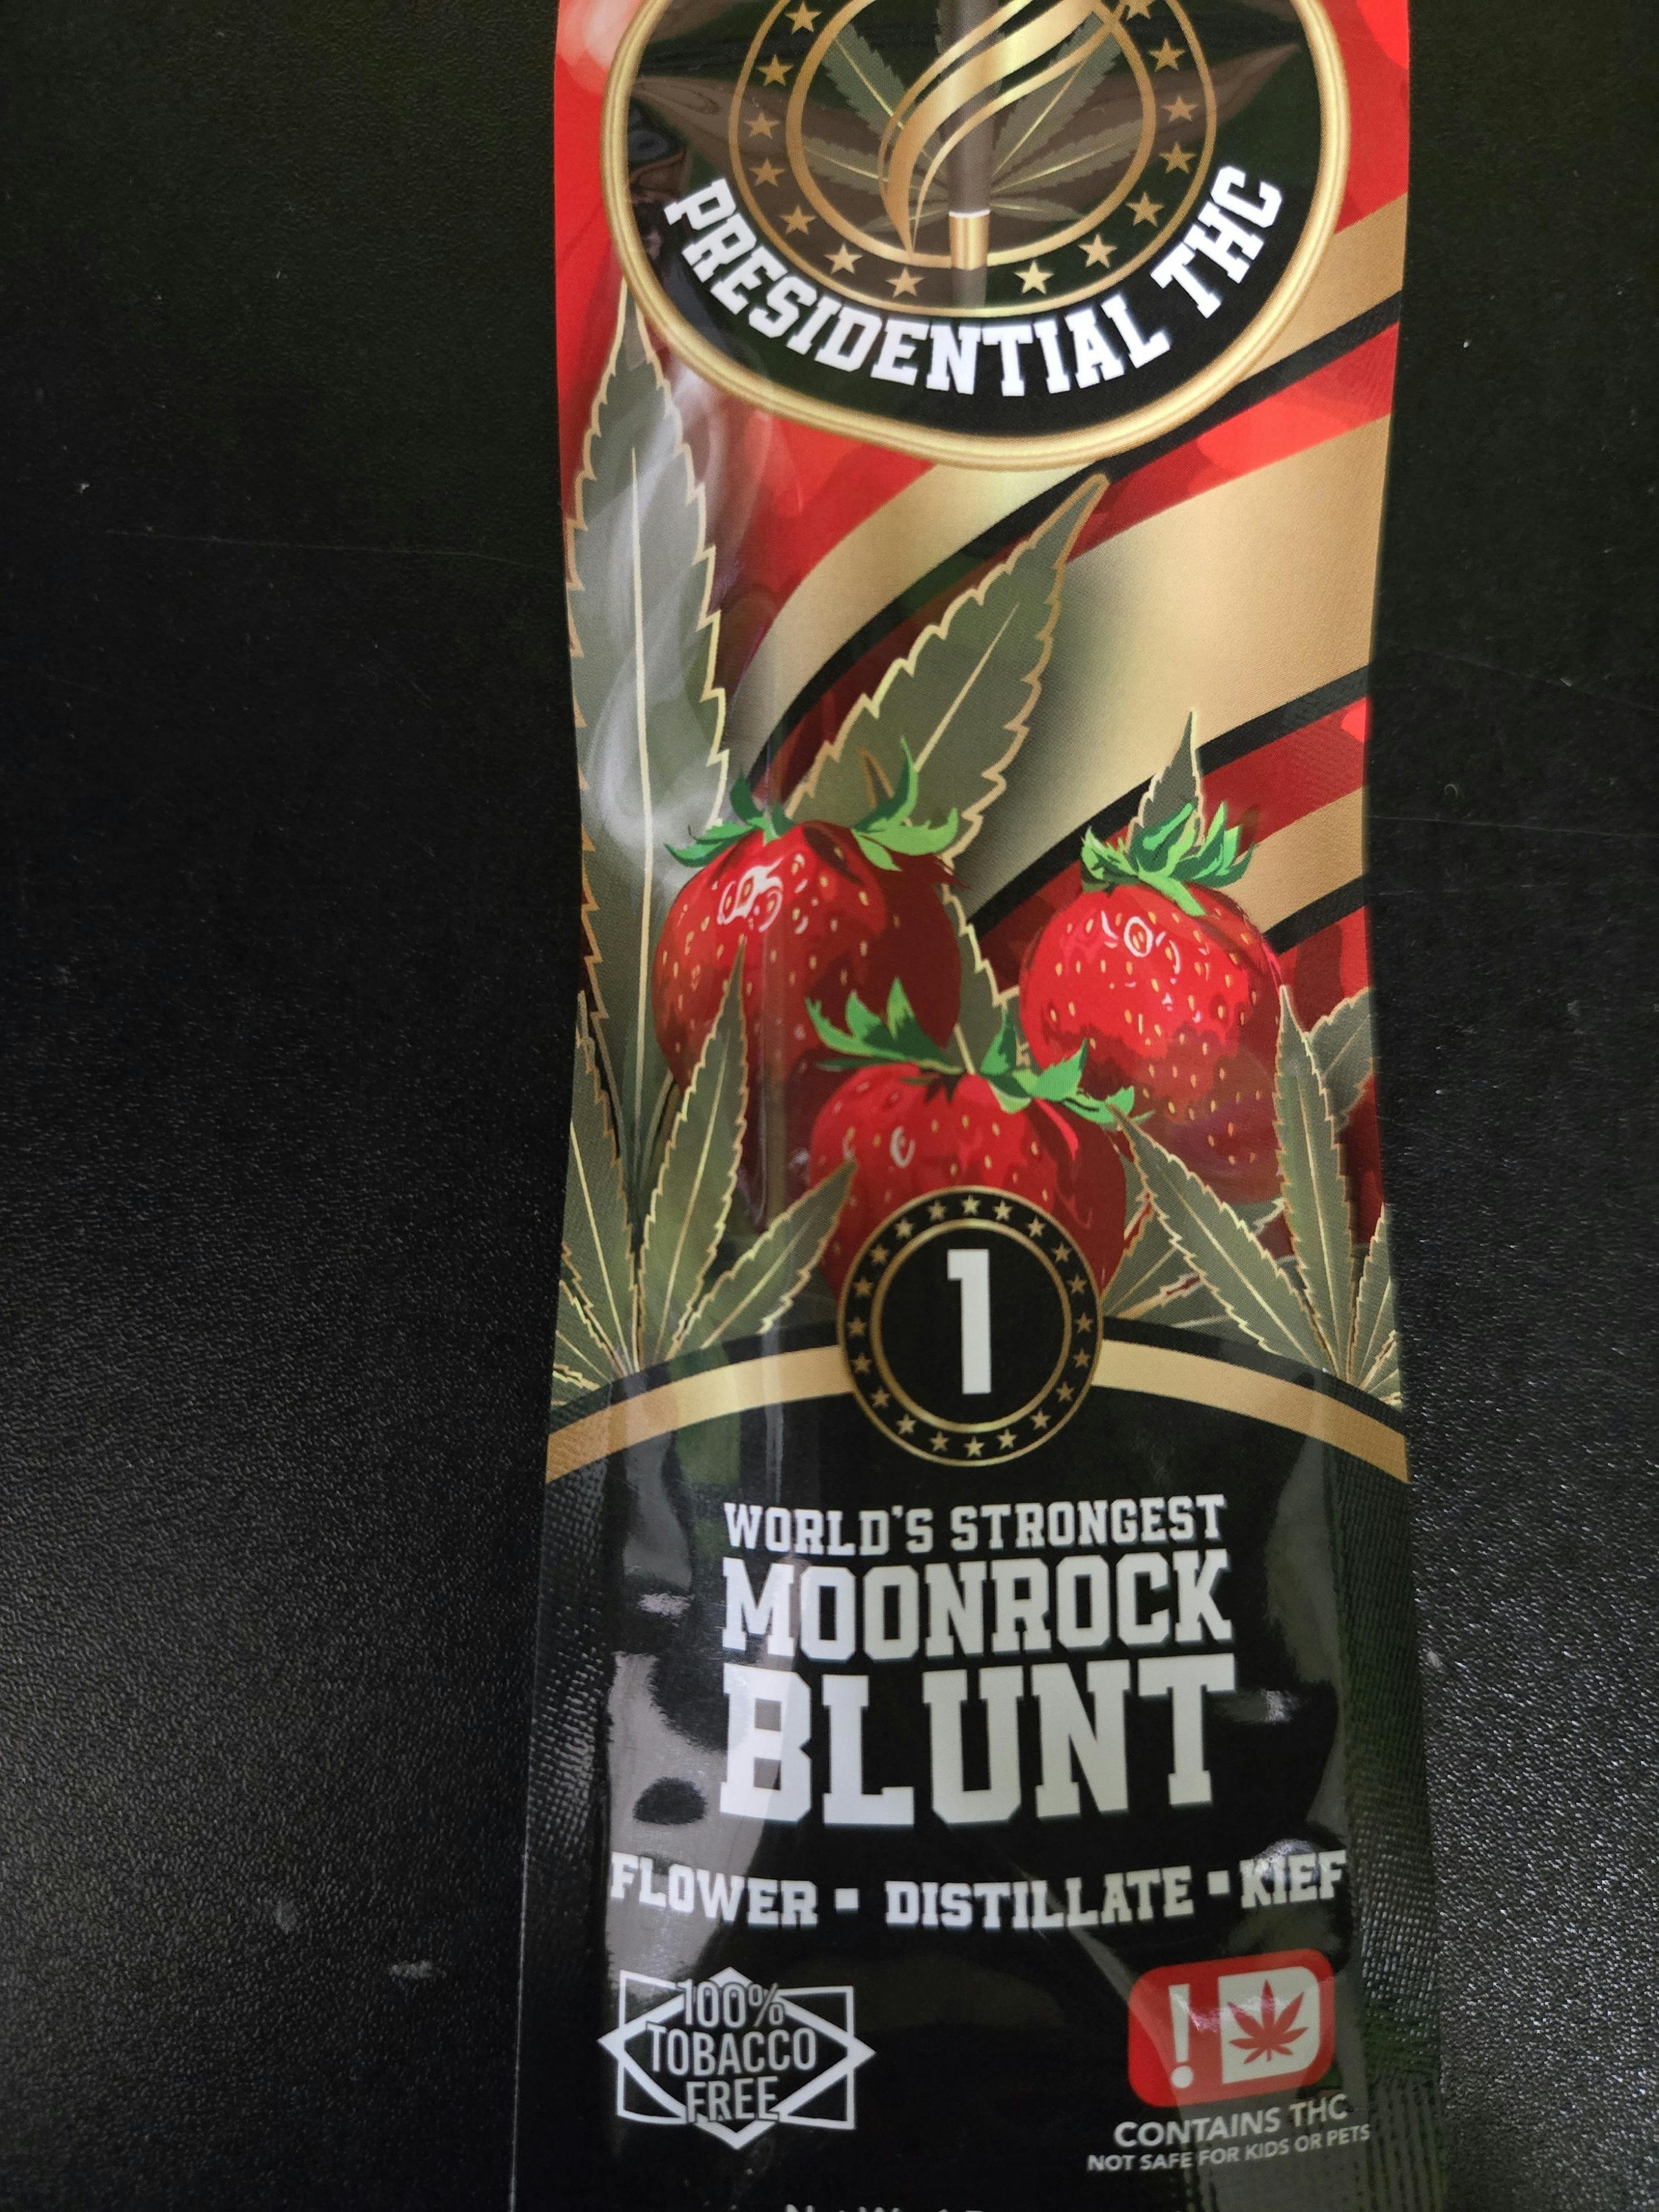 PRESIDENTIAL THC
1
WORLD'S STRONGEST
MOONROCK
BLUNT
FLOWER ▪ DISTILLATE ▪ KIEF
100%
TOBACCO
FREE
!
CONTAINS THC
NOT SAFE FOR KIDS OR PETS